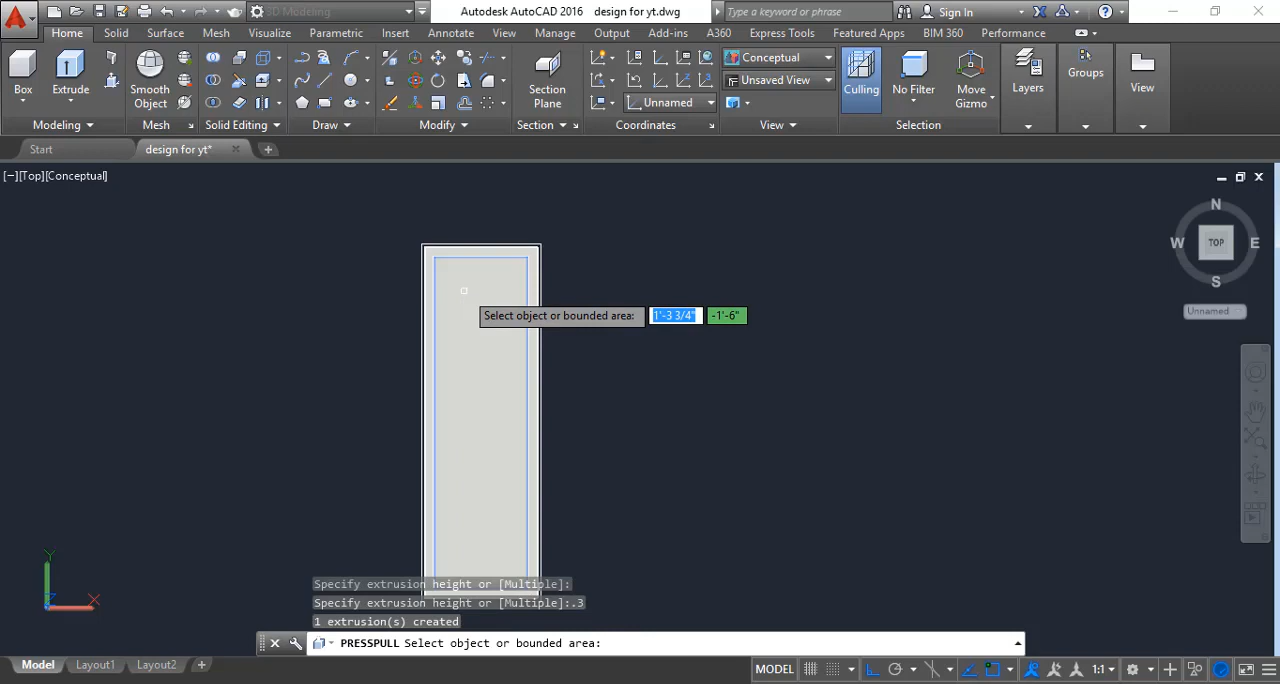 Autodesk AutoCAD 2016 design for yt.dwg
3D Modeling
Type a keyword or phrase
Sign In
Home Solid Surface Mesh Visualize Parametric Insert Annotate View Manage Output Add-ins A360 Express Tools Featured Apps BIM 360 Performance
Box
Extrude
Smooth
Object
Section
Plane
Conceptual
Unsaved View
Unnamed
Culling
No Filter
Move
Gizmo
Layers
Groups
View
Modeling Mesh Solid Editing Draw Modify Section Coordinates View Selection
Start design for yt*
[−][Top][Conceptual]
N
W TOP E
S
Unnamed
Select object or bounded area: 1'-3 3/4" -1'-6"
Y
X
Z
Specify extrusion height or [Multiple]:
Specify extrusion height or [Multiple]:.3
1 extrusion(s) created
PRESSPULL Select object or bounded area:
Model Layout1 Layout2 +
MODEL 1:1